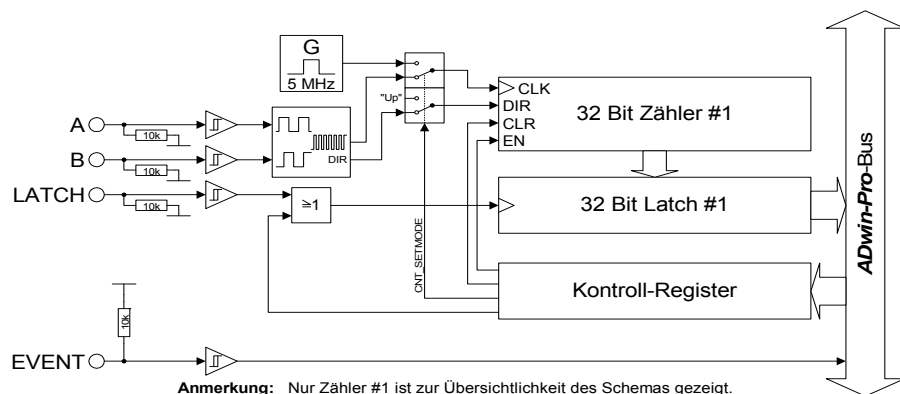 G
5 MHz
"Up"
CLK
DIR
CLR
EN
32 Bit Zähler #1
A
10k
DIR
B
10k
LATCH
10k
≥1
32 Bit Latch #1
CNT_SETMODE
ADwin-Pro-Bus
Kontroll-Register
10k
EVENT
Anmerkung: Nur Zähler #1 ist zur Übersichtlichkeit des Schemas gezeigt.